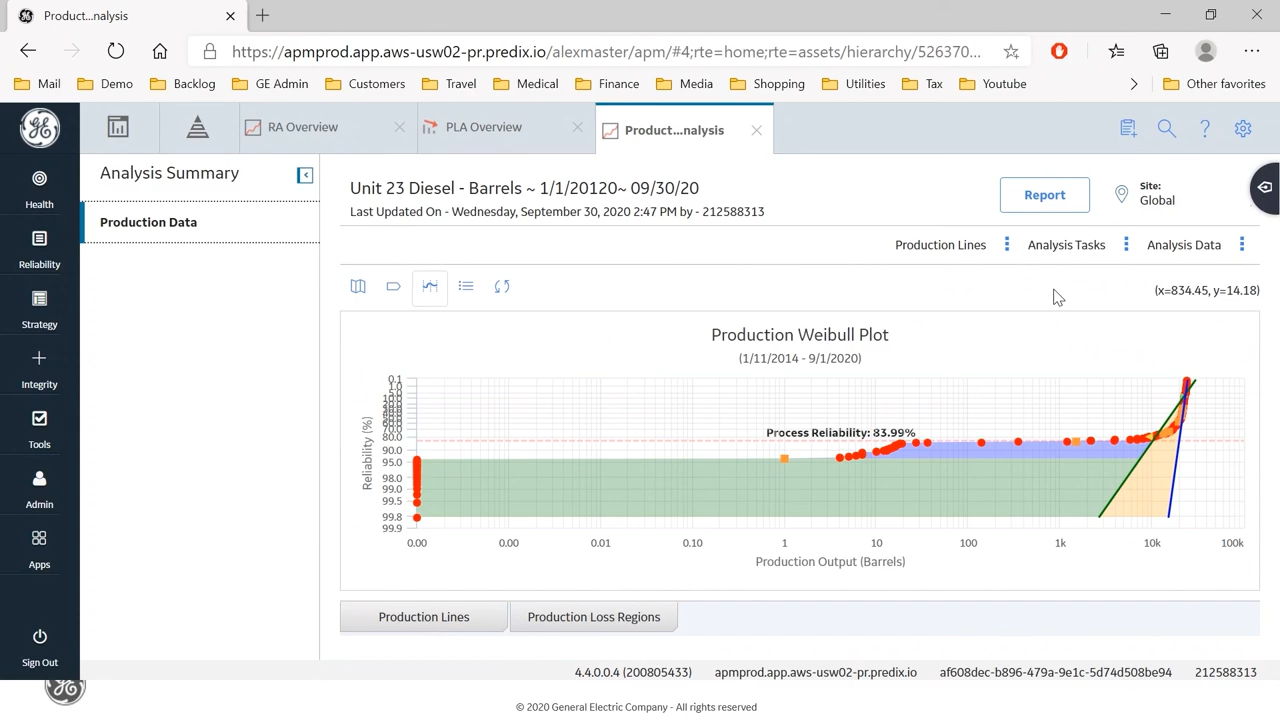 Product...nalysis
https://apmprod.app.aws-usw02-pr.predix.io/alexmaster/apm/#4;rte=home;rte=assets/hierarchy/526370...
Mail Demo Backlog GE Admin Customers Travel Medical Finance Media Shopping Utilities Tax Youtube Other favorites
RA Overview PLA Overview Product...nalysis
Analysis Summary
Production Data
Health
Reliability
Strategy
Integrity
Tools
Admin
Apps
Sign Out
Unit 23 Diesel - Barrels ~ 1/1/20120~ 09/30/20
Last Updated On - Wednesday, September 30, 2020 2:47 PM by - 212588313
Report
Site:
Global
Production Lines Analysis Tasks Analysis Data
(x=834.45, y=14.18)
Production Weibull Plot
(1/11/2014 - 9/1/2020)
Reliability (%)
0.1
1.0
80.0
90.0
95.0
98.0
99.0
99.5
99.8
99.9
Process Reliability: 83.99%
0.00 0.00 0.01 0.10 1 10 100 1k 10k 100k
Production Output (Barrels)
Production Lines Production Loss Regions
4.4.0.0.4 (200805433) apmprod.app.aws-usw02-pr.predix.io af608dec-b896-479a-9e1c-5d74d508be94 212588313
© 2020 General Electric Company - All rights reserved